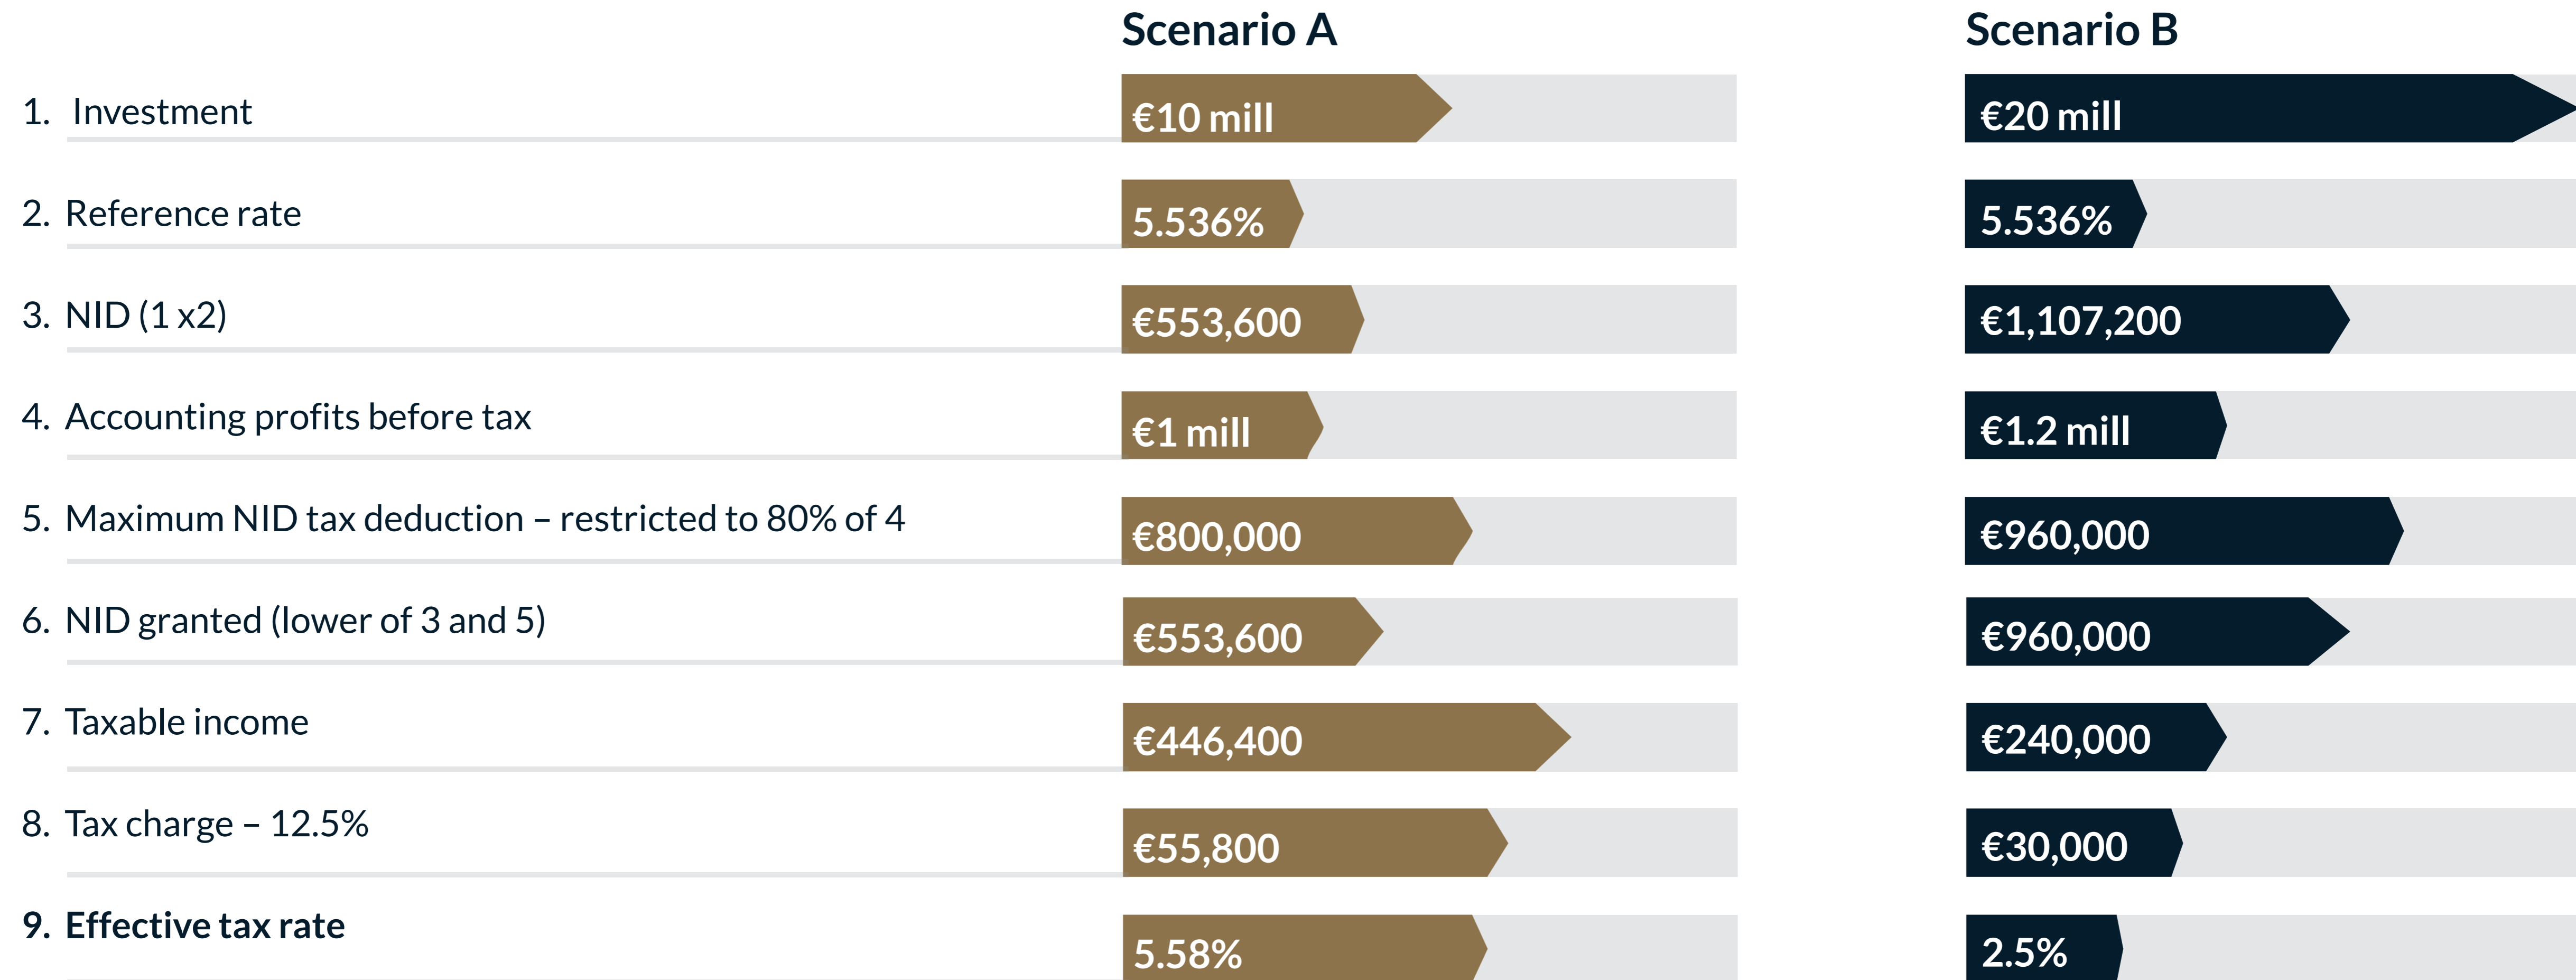 Scenario A Scenario B
1. Investment €10 mill €20 mill
2. Reference rate 5.536% 5.536%
3. NID (1 x2) €553,600 €1,107,200
4. Accounting profits before tax €1 mill €1.2 mill
5. Maximum NID tax deduction – restricted to 80% of 4 €800,000 €960,000
6. NID granted (lower of 3 and 5) €553,600 €960,000
7. Taxable income €446,400 €240,000
8. Tax charge – 12.5% €55,800 €30,000
9. Effective tax rate 5.58% 2.5%